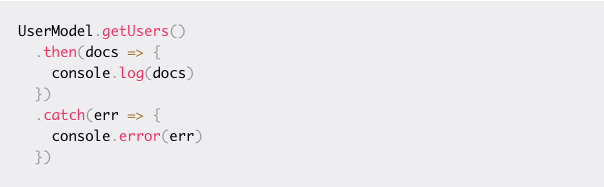 UserModel.getUsers()
  .then(docs => {
    console.log(docs)
  })
  .catch(err => {
    console.error(err)
  })